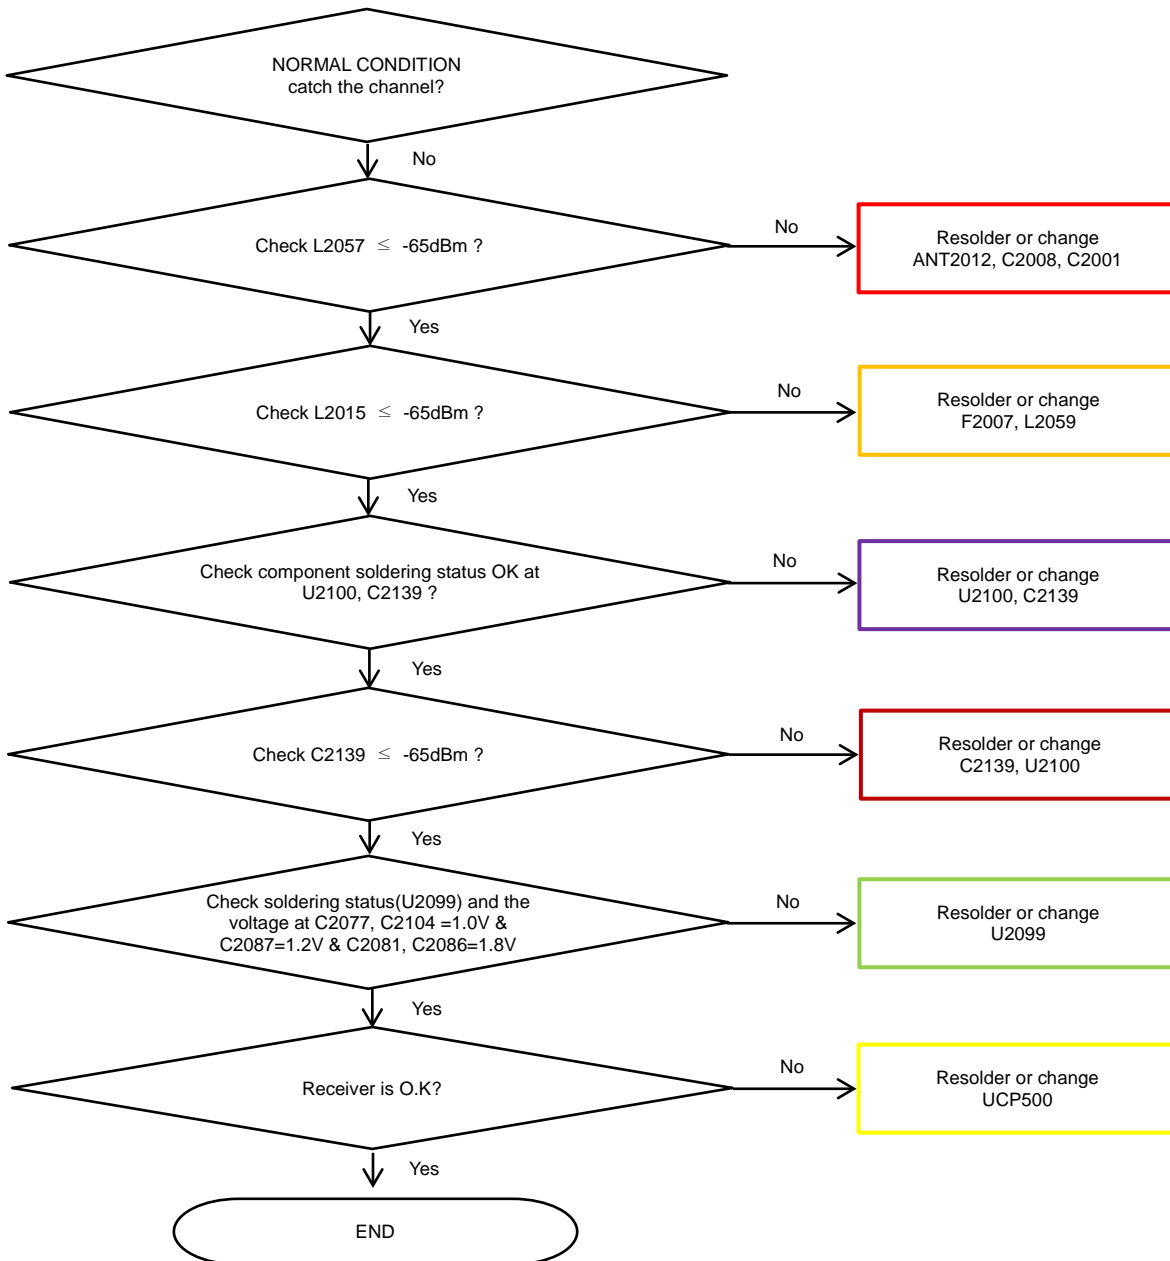 NORMAL CONDITION
catch the channel?
No
Check L2057 ≤ -65dBm ?
No
Resolder or change
ANT2012, C2008, C2001
Yes
Check L2015 ≤ -65dBm ?
No
Resolder or change
F2007, L2059
Yes
Check component soldering status OK at
U2100, C2139 ?
No
Resolder or change
U2100, C2139
Yes
Check C2139 ≤ -65dBm ?
No
Resolder or change
C2139, U2100
Yes
Check soldering status(U2099) and the
voltage at C2077, C2104 =1.0V &
C2087=1.2V & C2081, C2086=1.8V
No
Resolder or change
U2099
Yes
Receiver is O.K?
No
Resolder or change
UCP500
Yes
END